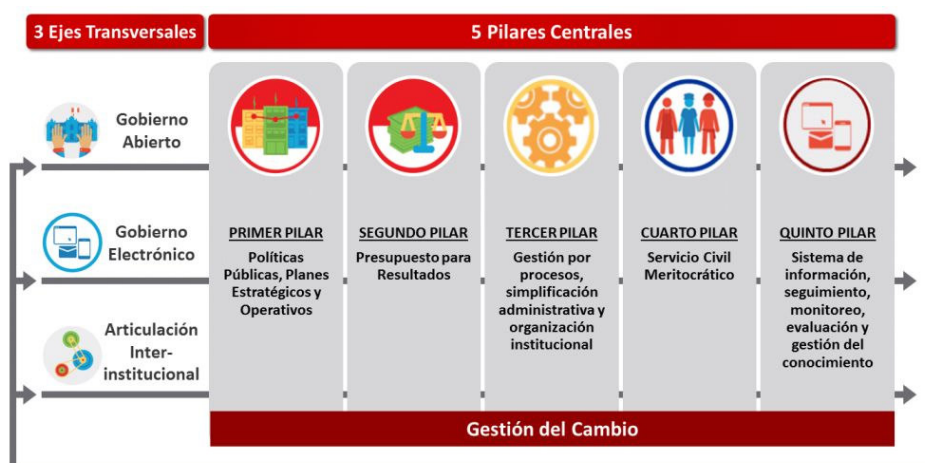 3 Ejes Transversales
5 Pilares Centrales
Gobierno
Abierto
Gobierno
Electrónico
Articulación
Inter-
institucional
PRIMER PILAR
Políticas
Públicas, Planes
Estratégicos y
Operativos
SEGUNDO PILAR
Presupuesto para
Resultados
TERCER PILAR
Gestión por
procesos,
simplificación
administrativa y
organización
institucional
CUARTO PILAR
Servicio Civil
Meritocrático
QUINTO PILAR
Sistema de
información,
seguimiento,
monitoreo,
evaluación y
gestión del
conocimiento
Gestión del Cambio